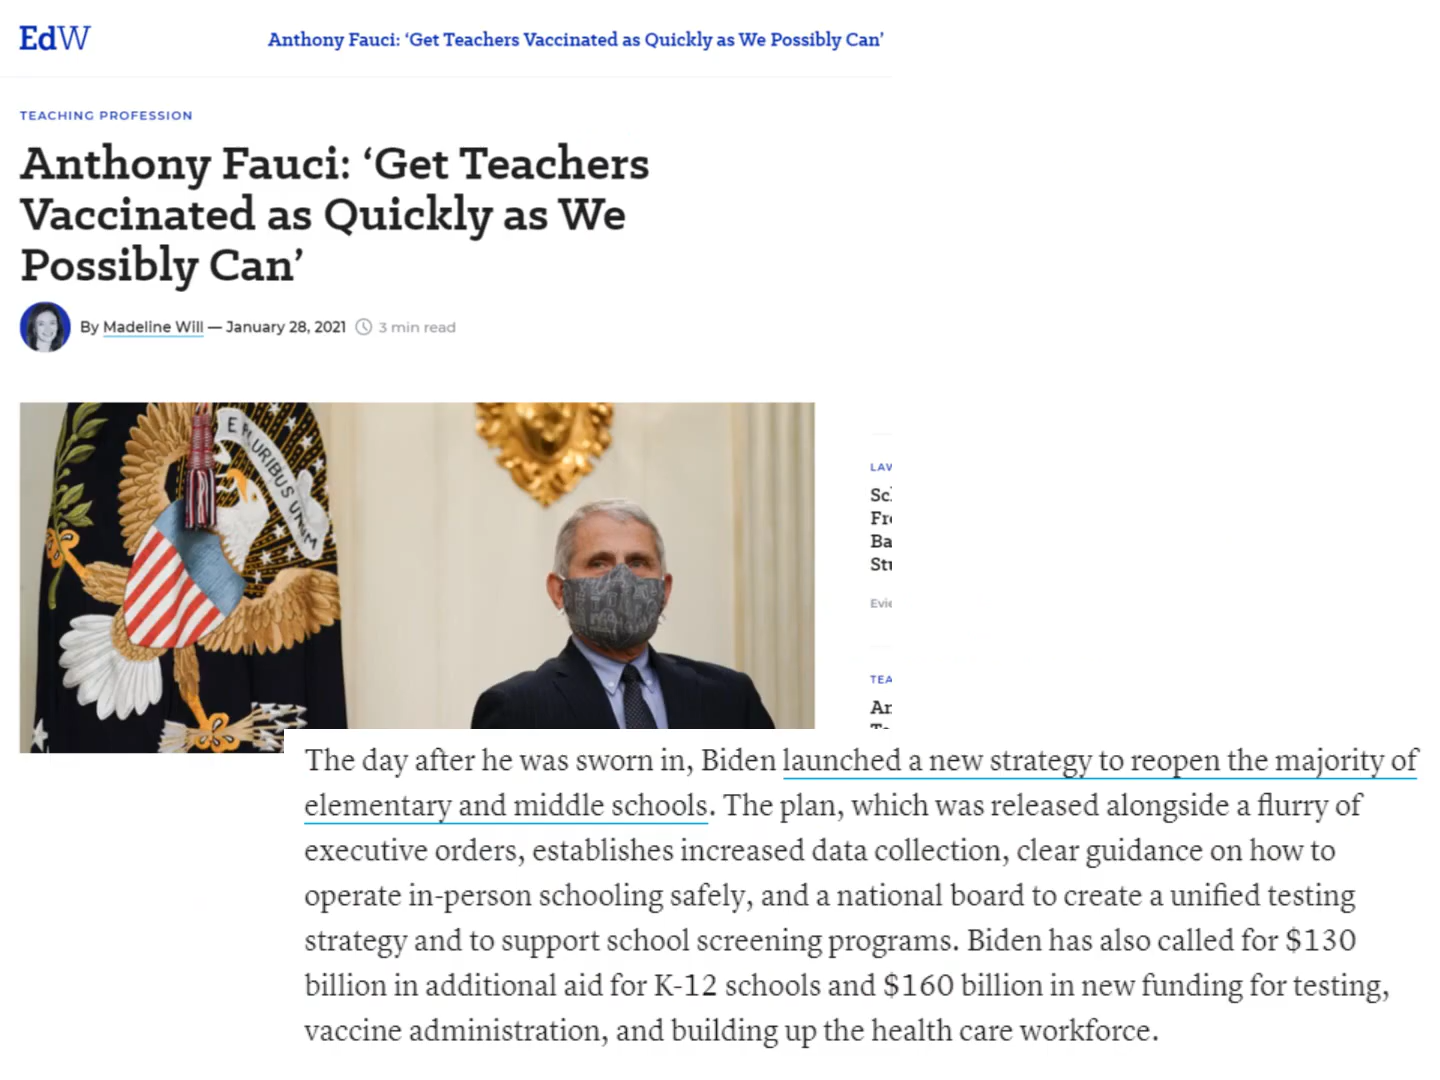 EdW
Anthony Fauci: ‘Get Teachers Vaccinated as Quickly as We Possibly Can’
TEACHING PROFESSION
Anthony Fauci: ‘Get Teachers
Vaccinated as Quickly as We
Possibly Can’
By Madeline Will — January 28, 2021 3 min read
E PLURIBUS UNUM
The day after he was sworn in, Biden launched a new strategy to reopen the majority of
elementary and middle schools. The plan, which was released alongside a flurry of
executive orders, establishes increased data collection, clear guidance on how to
operate in-person schooling safely, and a national board to create a unified testing
strategy and to support school screening programs. Biden has also called for $130
billion in additional aid for K-12 schools and $160 billion in new funding for testing,
vaccine administration, and building up the health care workforce.